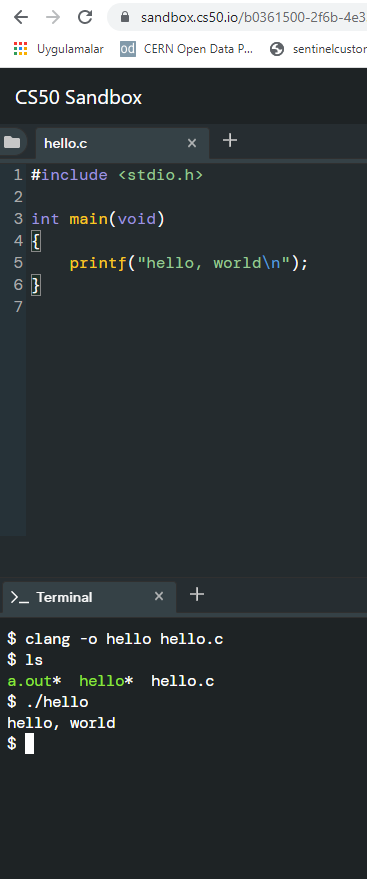 sandbox.cs50.io/b0361500-2f6b-4e3
Uygulamalar od CERN Open Data P... sentinelcustor
CS50 Sandbox
hello.c × +
1 #include <stdio.h>
2
3 int main(void)
4 {
5     printf("hello, world\n");
6 }
7
>_ Terminal × +
$ clang -o hello hello.c
$ ls
a.out*  hello*  hello.c
$ ./hello
hello, world
$